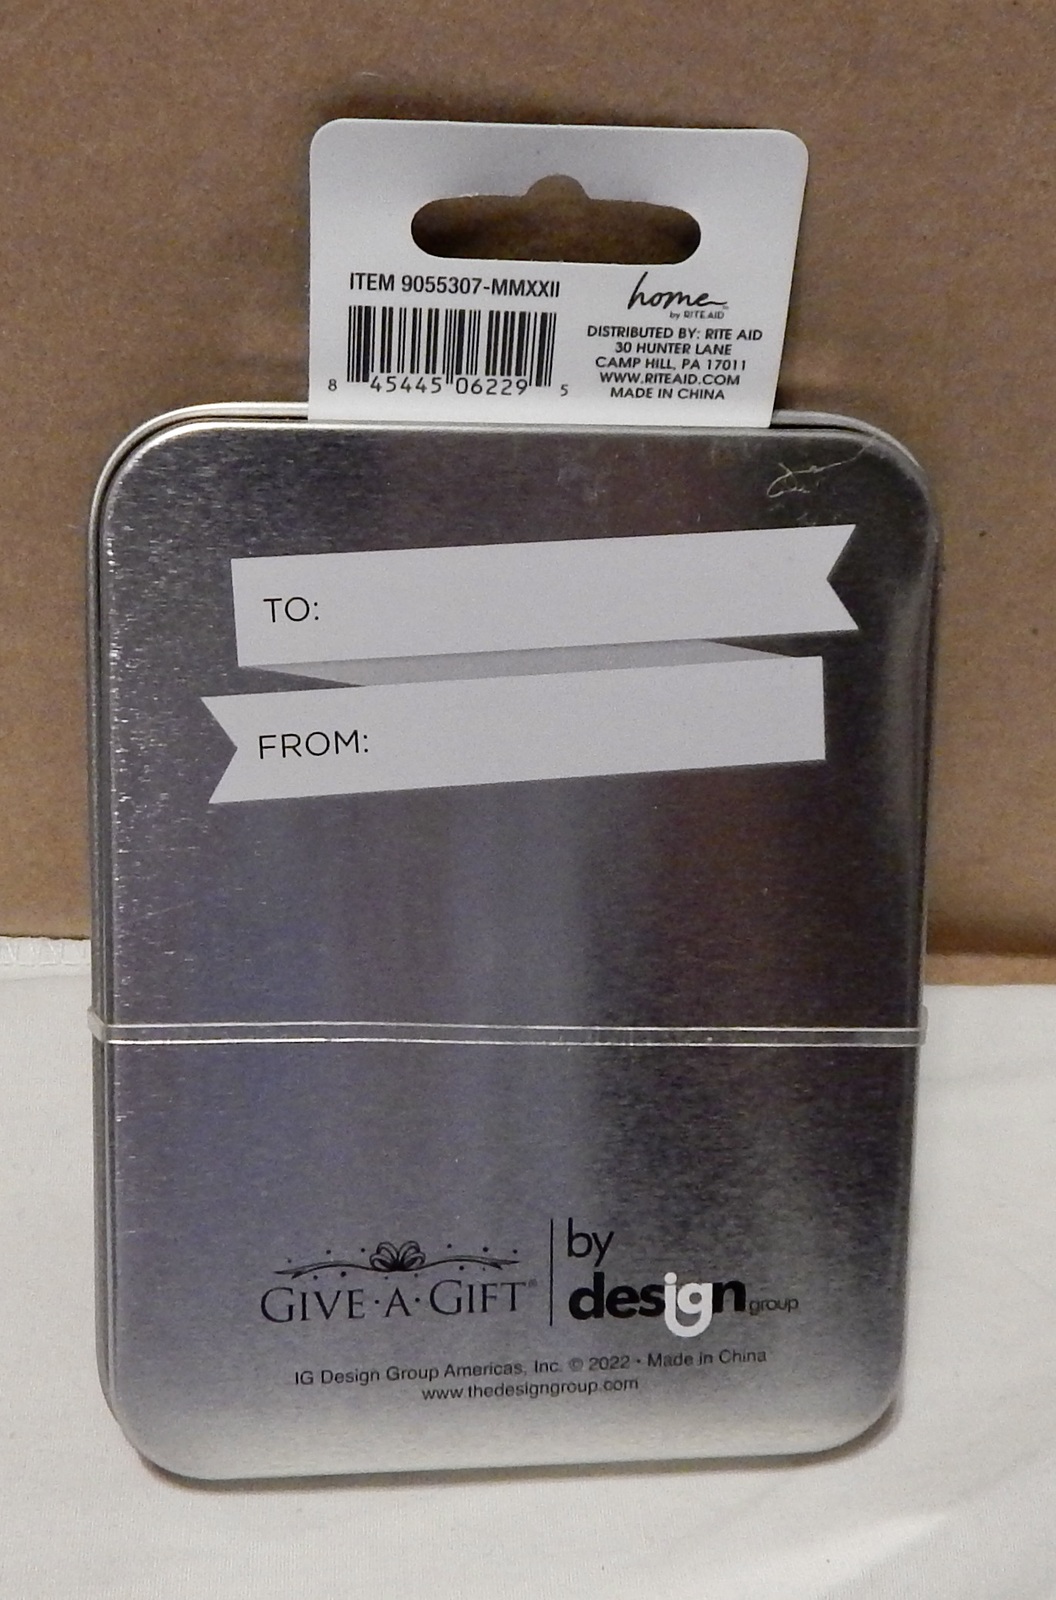 ITEM 9055307-MMXXII
8 45445 06229 5
home
by RITE AID
DISTRIBUTED BY: RITE AID
30 HUNTER LANE
CAMP HILL, PA 17011
WWW.RITEAID.COM
MADE IN CHINA
TO:
FROM:
GIVE·A·GIFT®
by
design group
IG Design Group Americas, Inc. © 2022 • Made in China
www.thedesigngroup.com